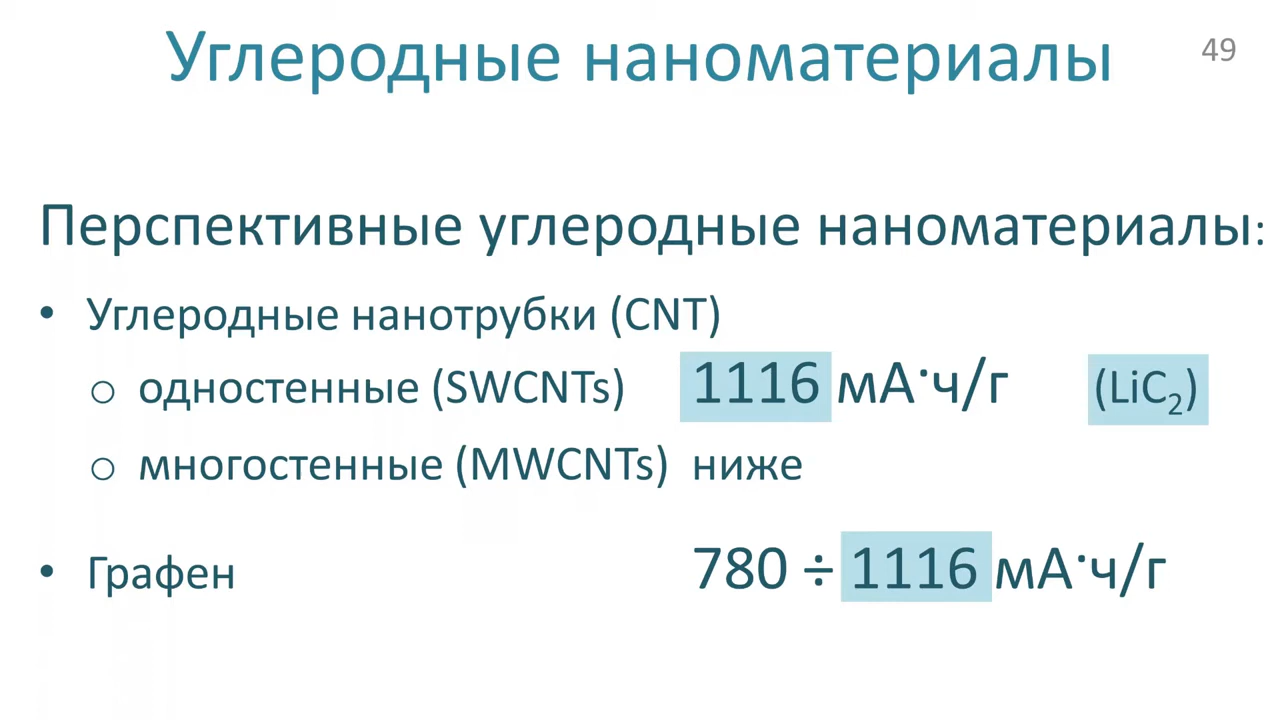 Углеродные наноматериалы
49
Перспективные углеродные наноматериалы:
• Углеродные нанотрубки (CNT)
o одностенные (SWCNTs) 1116 мА·ч/г (LiC₂)
o многостенные (MWCNTs) ниже
• Графен 780 ÷ 1116 мА·ч/г